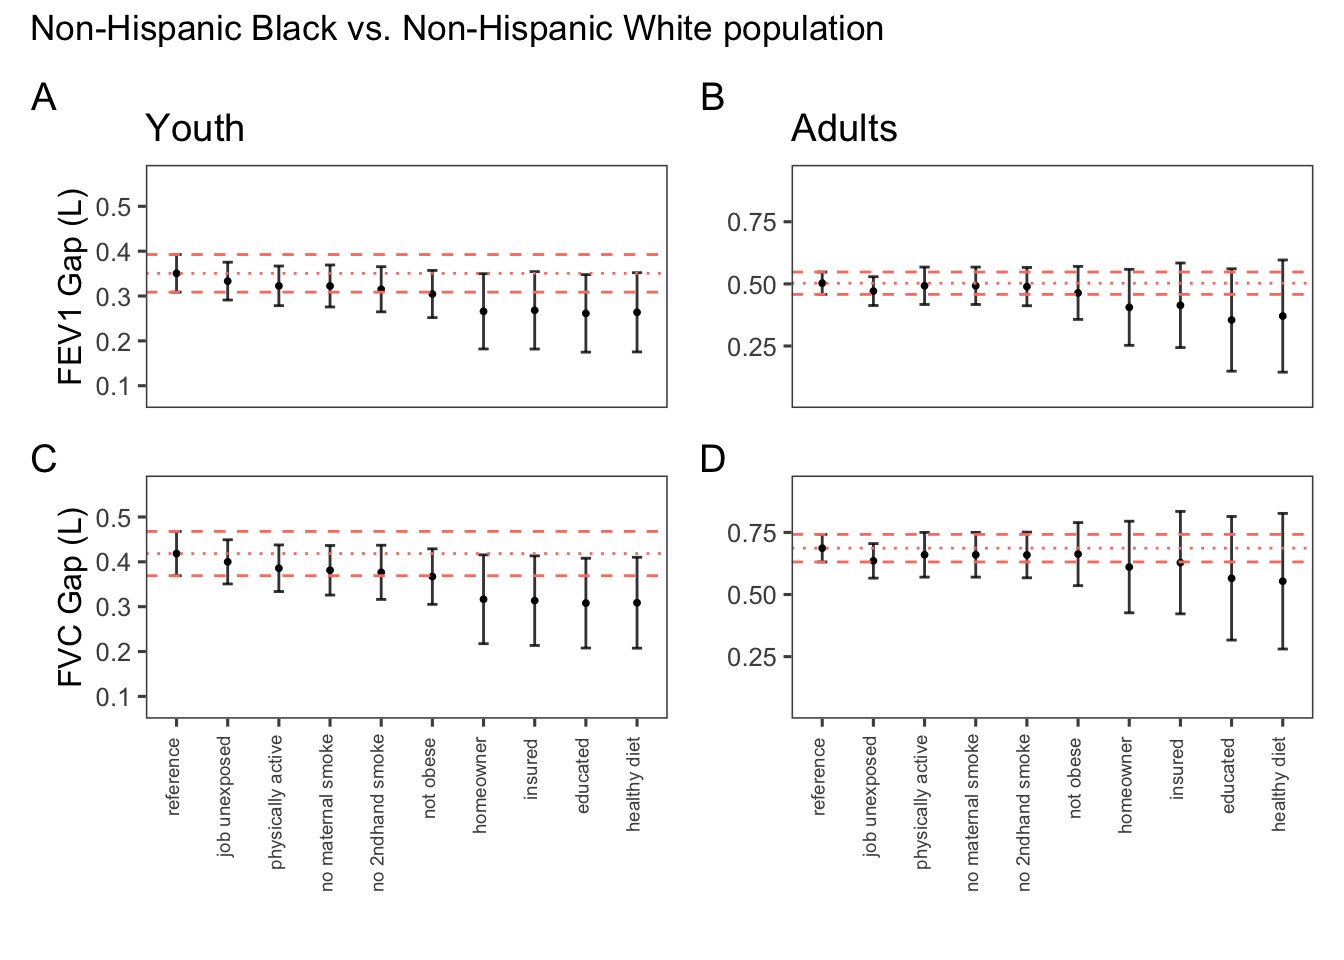 Non-Hispanic Black vs. Non-Hispanic White population
A
Youth
FEV1 Gap (L)
0.5
0.4
0.3
0.2
0.1
B
Adults
0.75
0.50
0.25
C
FVC Gap (L)
0.5
0.4
0.3
0.2
0.1
reference
job unexposed
physically active
no maternal smoke
no 2ndhand smoke
not obese
homeowner
insured
educated
healthy diet
D
0.75
0.50
0.25
reference
job unexposed
physically active
no maternal smoke
no 2ndhand smoke
not obese
homeowner
insured
educated
healthy diet